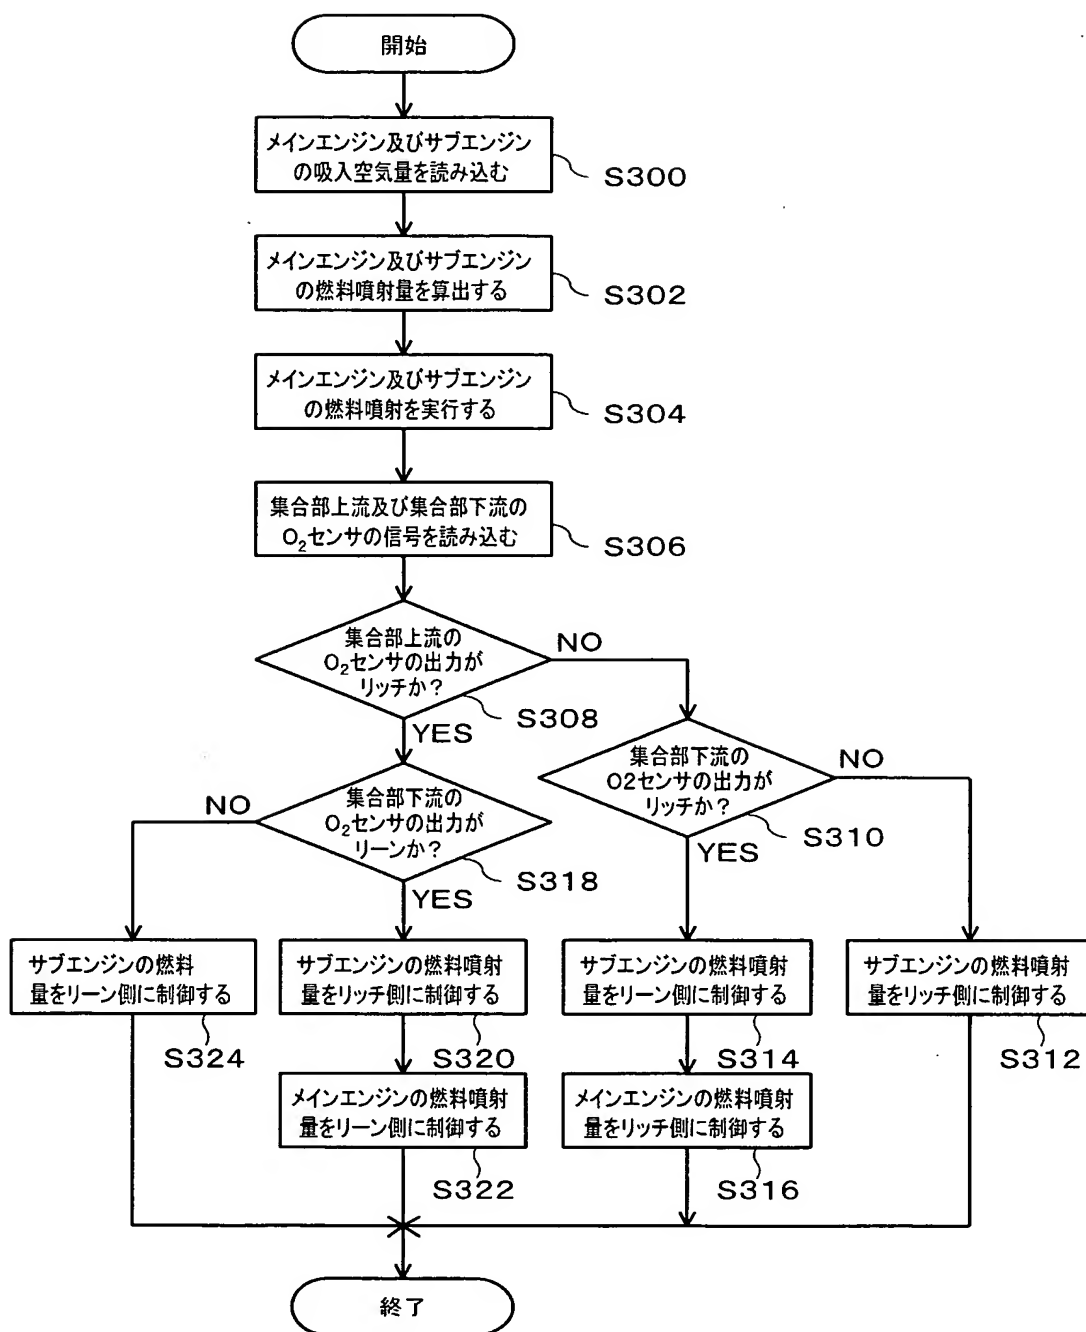 開始
メインエンジン及びサブエンジン
の吸入空気量を読み込む
S300
メインエンジン及びサブエンジン
の燃料噴射量を算出する
S302
メインエンジン及びサブエンジン
の燃料噴射を実行する
S304
集合部上流及び集合部下流の
O₂センサの信号を読み込む
S306
集合部上流の
O₂センサの出力が
リッチか?
S308
NO
YES
集合部下流の
O2センサの出力が
リッチか?
S310
NO
YES
集合部下流の
O₂センサの出力が
リーンか?
S318
NO
YES
サブエンジンの燃料
量をリーン側に制御する
S324
サブエンジンの燃料噴射
量をリッチ側に制御する
S320
サブエンジンの燃料噴射
量をリーン側に制御する
S314
サブエンジンの燃料噴射
量をリッチ側に制御する
S312
メインエンジンの燃料噴射
量をリーン側に制御する
S322
メインエンジンの燃料噴射
量をリッチ側に制御する
S316
終了